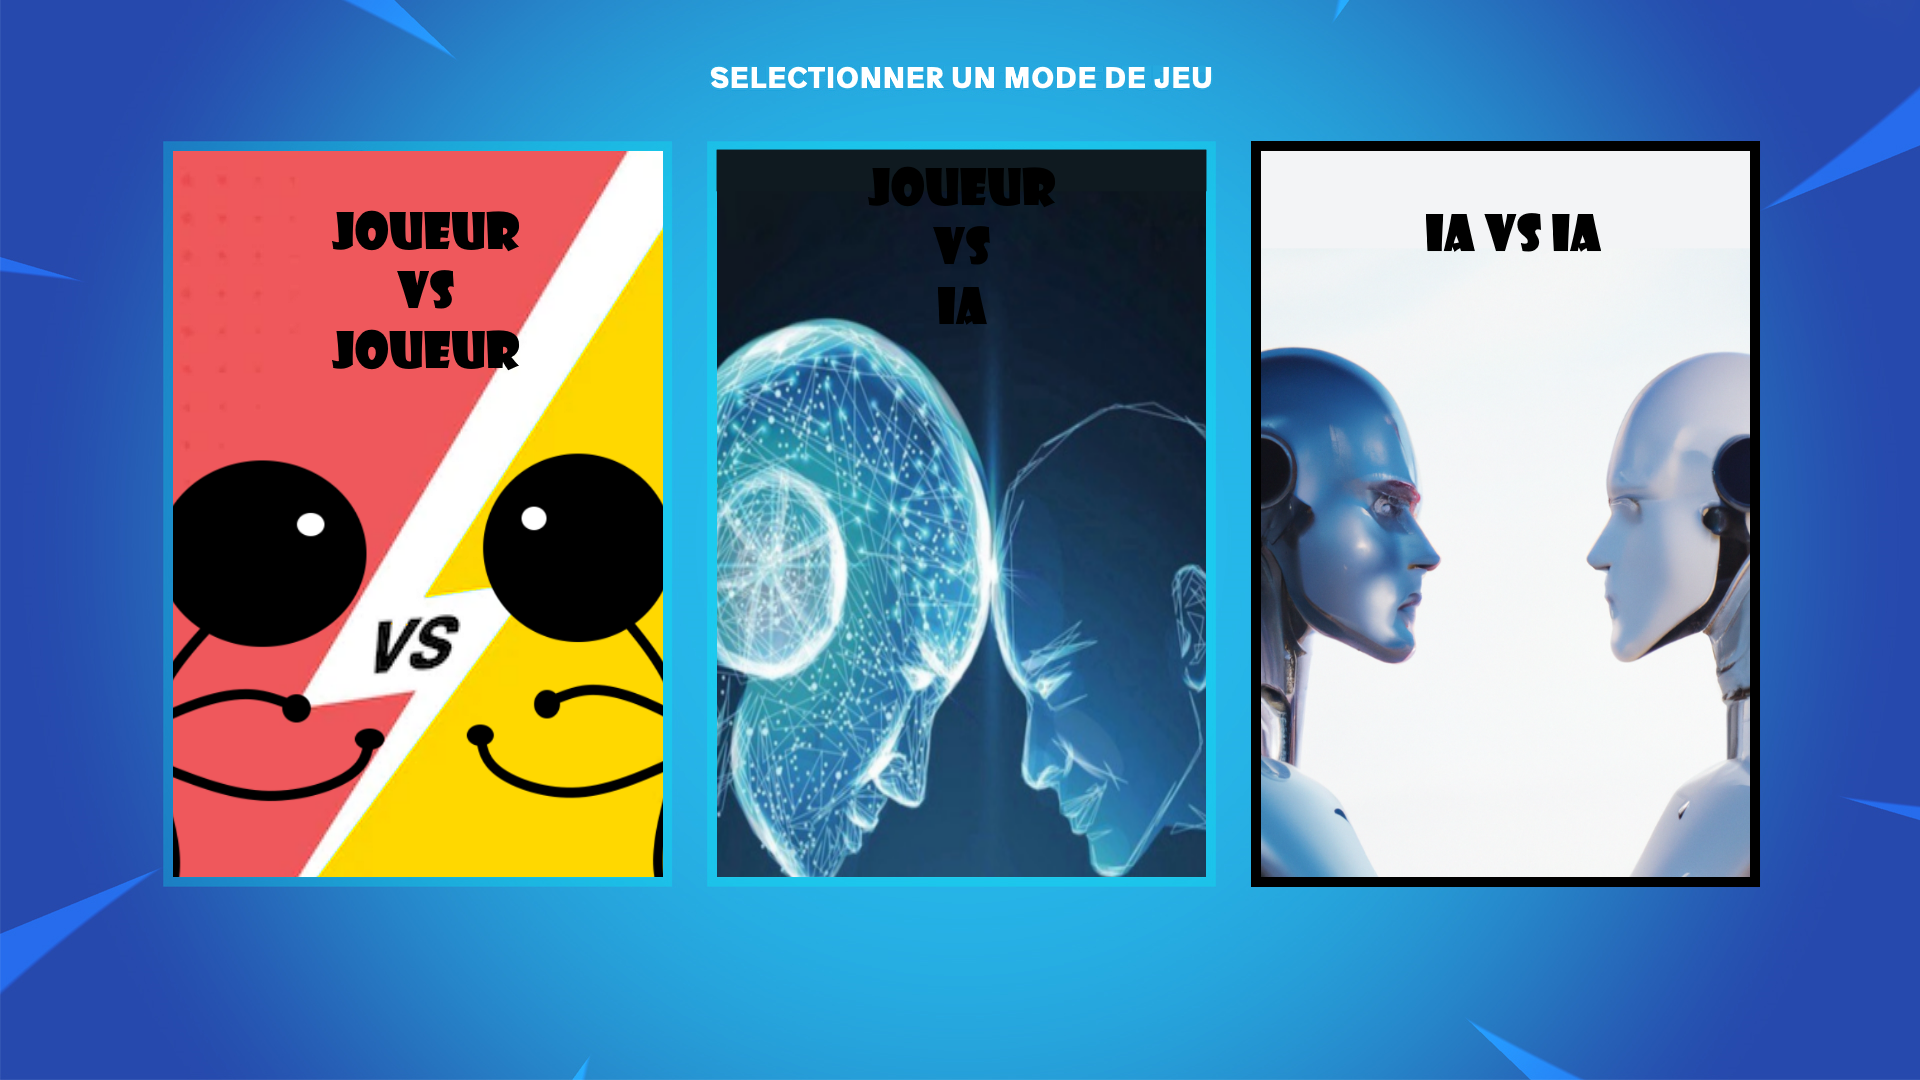 SELECTIONNER UN MODE DE JEU
JOUEUR
VS
JOUEUR
VS
JOUEUR
VS
IA
IA VS IA